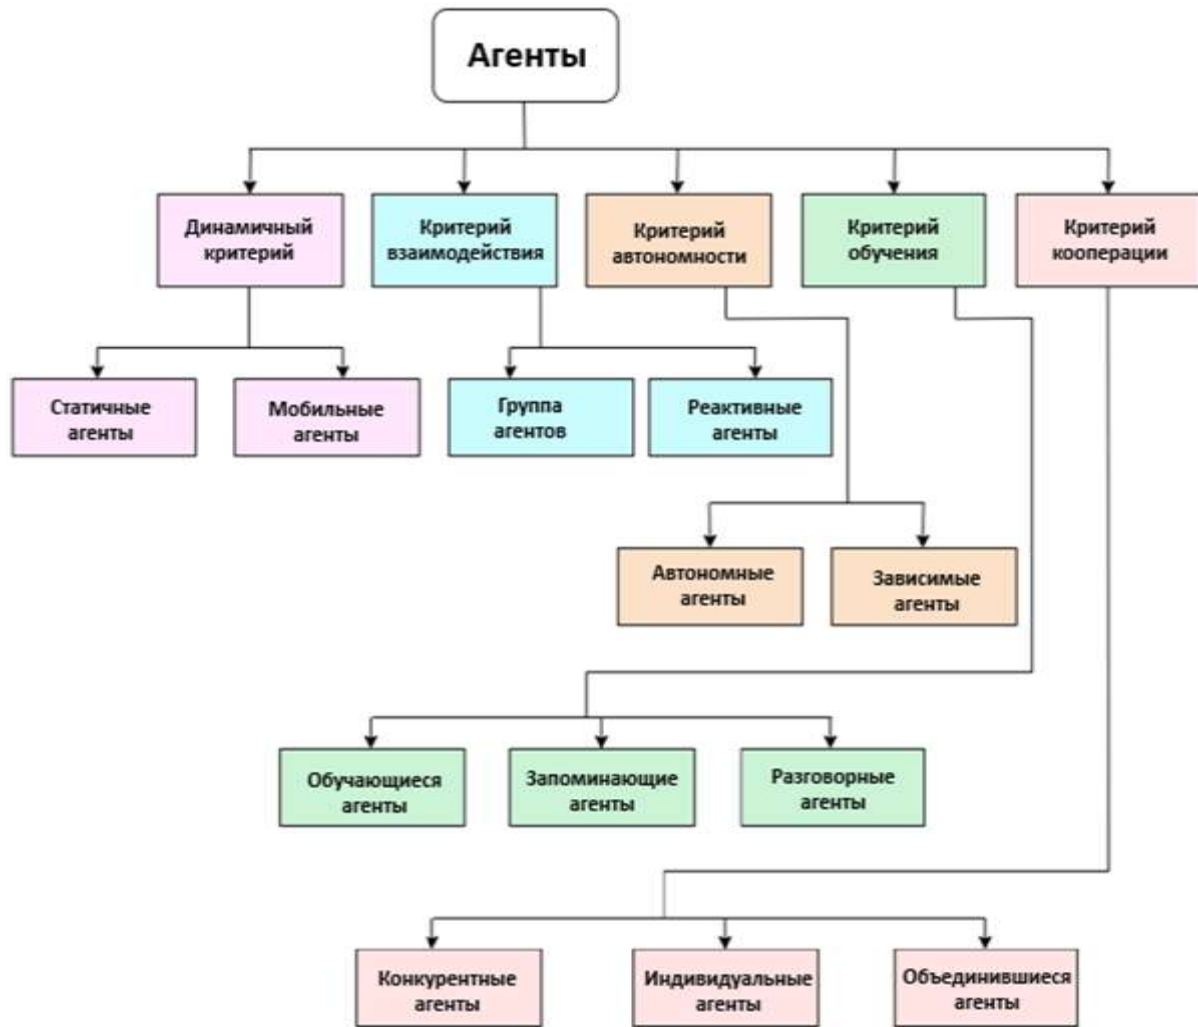 Агенты
Динамичный
критерий
Критерий
взаимодействия
Критерий
автономности
Критерий
обучения
Критерий
кооперации
Статичные
агенты
Мобильные
агенты
Группа
агентов
Реактивные
агенты
Автономные
агенты
Зависимые
агенты
Обучающиеся
агенты
Запоминающие
агенты
Разговорные
агенты
Конкурентные
агенты
Индивидуальные
агенты
Объединившиеся
агенты